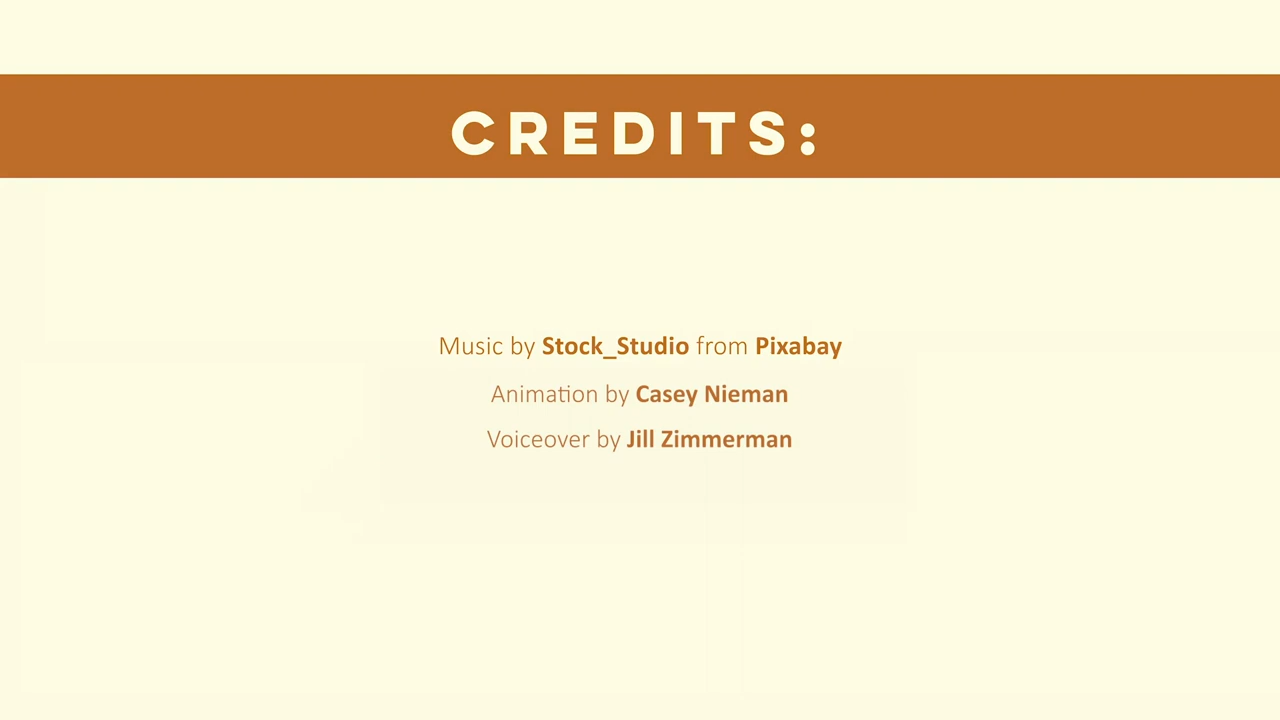 CREDITS:
Music by Stock_Studio from Pixabay
Animation by Casey Nieman
Voiceover by Jill Zimmerman